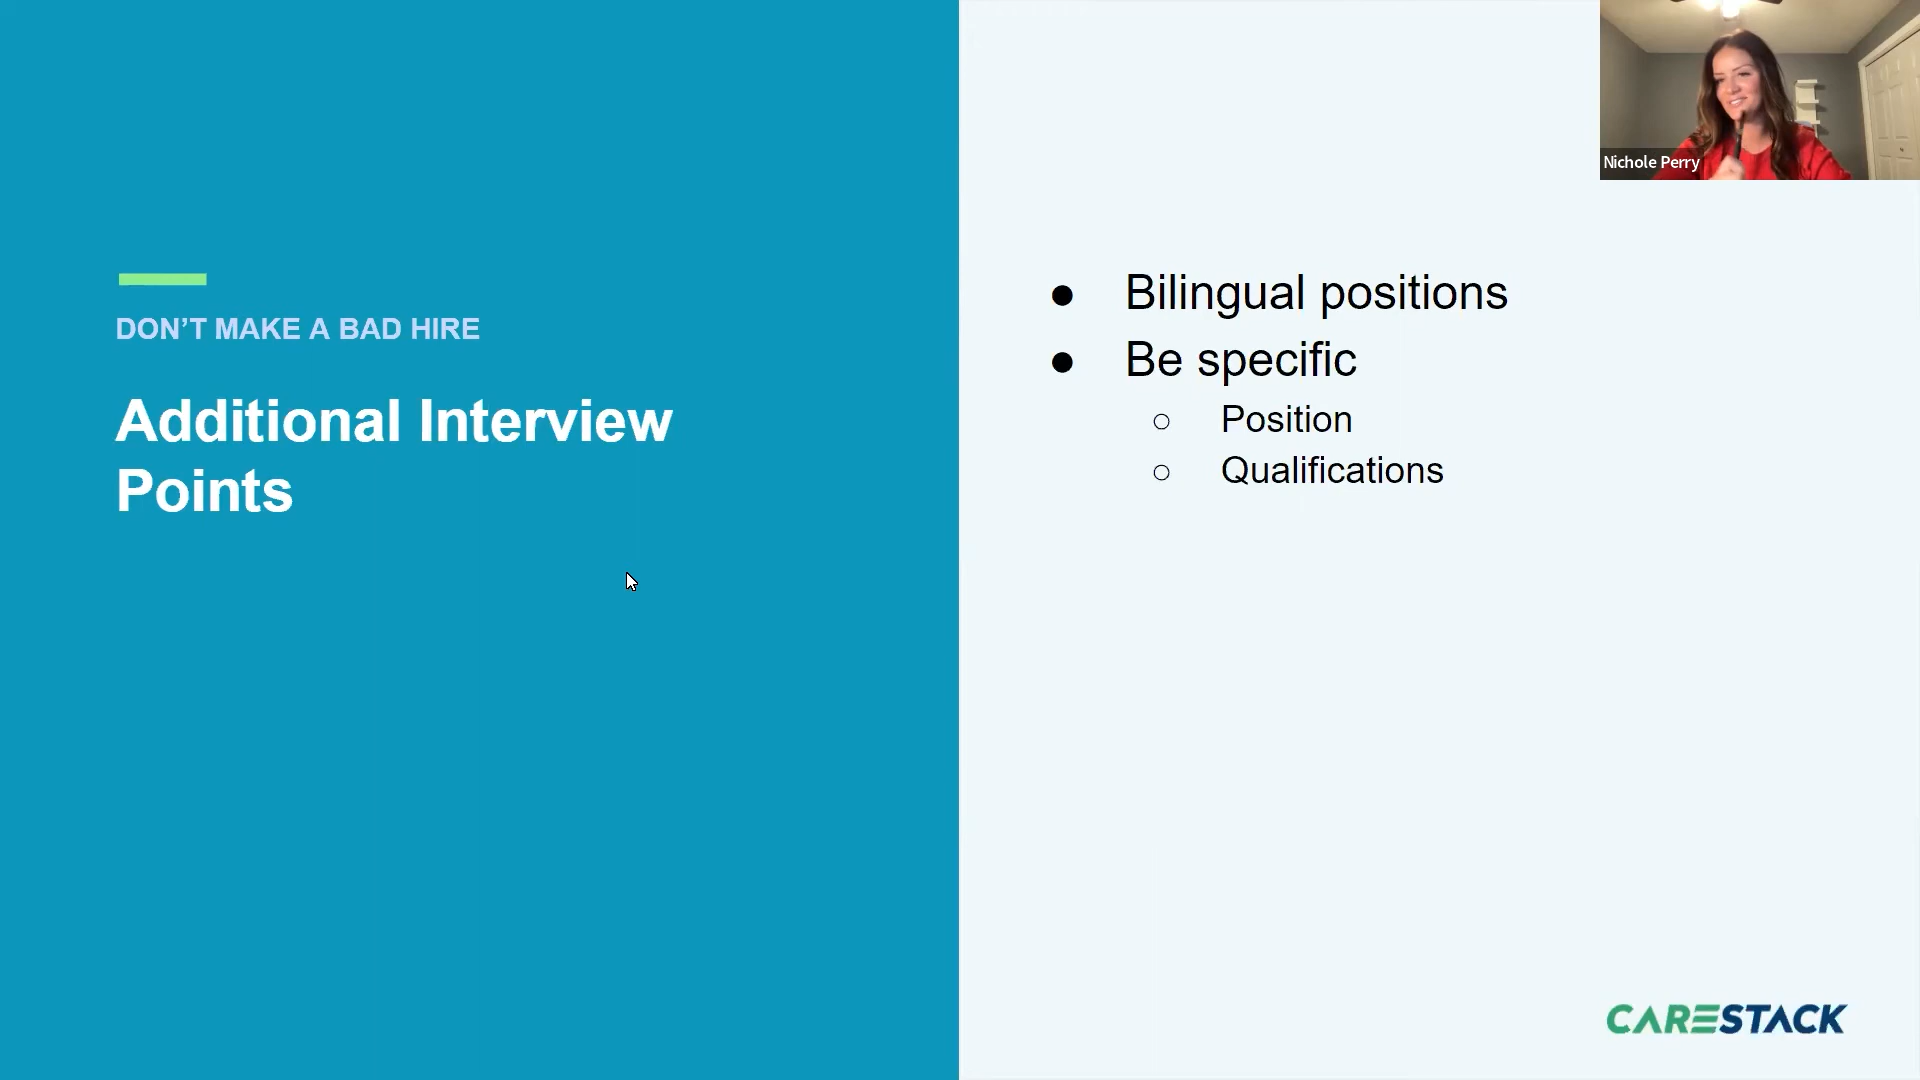 Nichole Perry
DON’T MAKE A BAD HIRE
Additional Interview
Points
● Bilingual positions
● Be specific
○ Position
○ Qualifications
CARESTACK